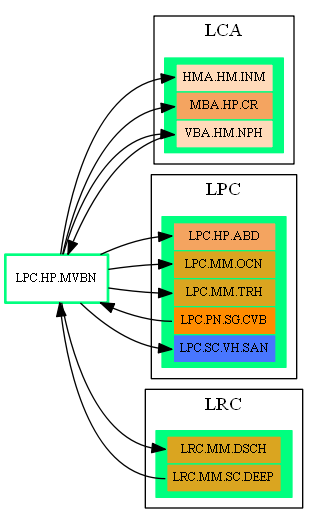 LCA
HMA.HM.INM
MBA.HP.CR
VBA.HM.NPH
LPC
LPC.HP.ABD
LPC.MM.OCN
LPC.HP.MVBN
LPC.MM.TRH
LPC.PN.SG.CVB
LPC.SC.VH.SAN
LRC
LRC.MM.DSCH
LRC.MM.SC.DEEP